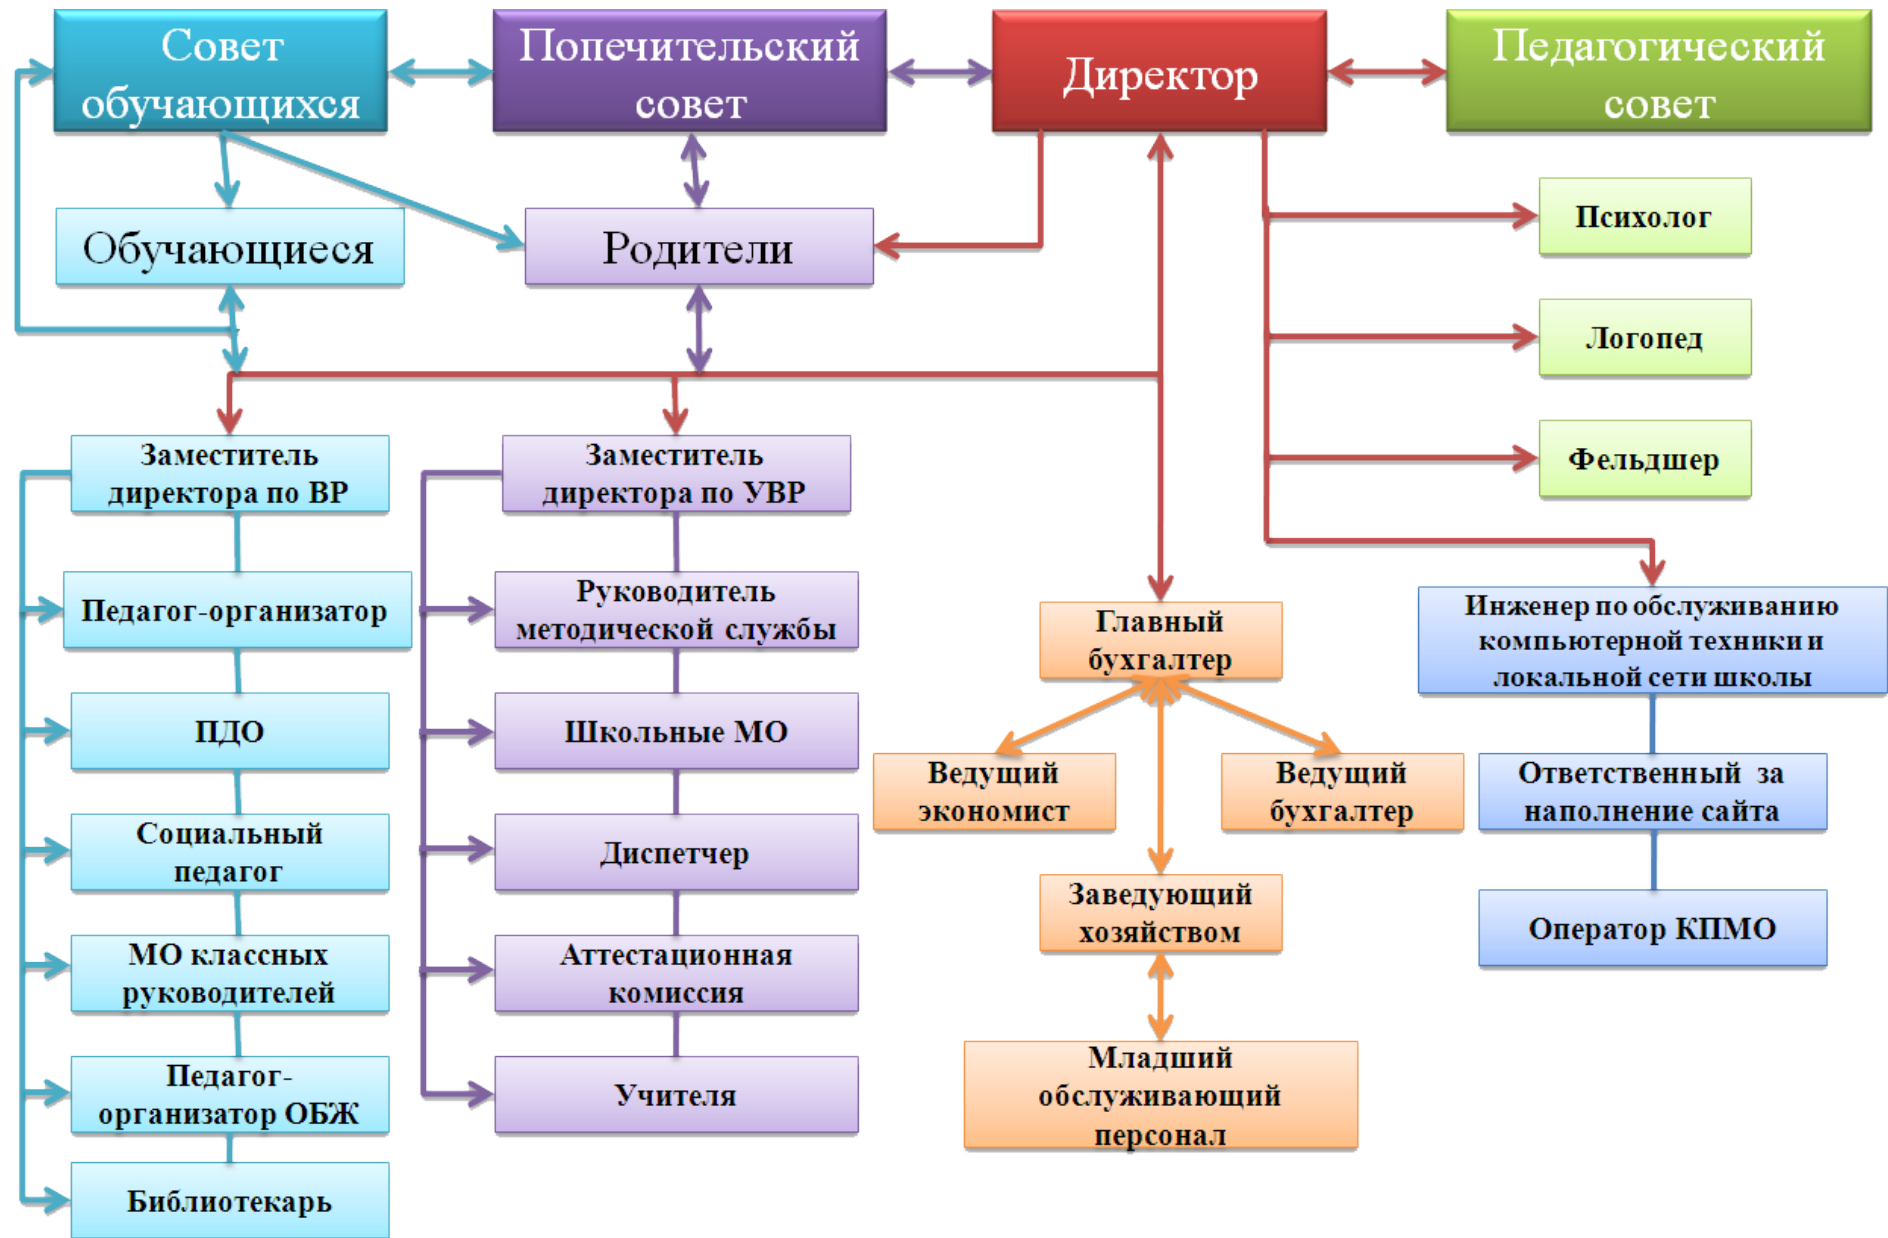 Совет
обучающихся
Попечительский
совет
Директор
Педагогический
совет
Обучающиеся
Родители
Психолог
Логопед
Фельдшер
Заместитель
директора по ВР
Заместитель
директора по УВР
Педагог-организатор
Руководитель
методической службы
Главный
бухгалтер
Инженер по обслуживанию
компьютерной техники и
локальной сети школы
ПДО
Школьные МО
Ведущий
экономист
Ведущий
бухгалтер
Ответственный за
наполнение сайта
Социальный
педагог
Диспетчер
Заведующий
хозяйством
Оператор КПМО
МО классных
руководителей
Аттестационная
комиссия
Младший
обслуживающий
персонал
Педагог-
организатор ОБЖ
Учителя
Библиотекарь